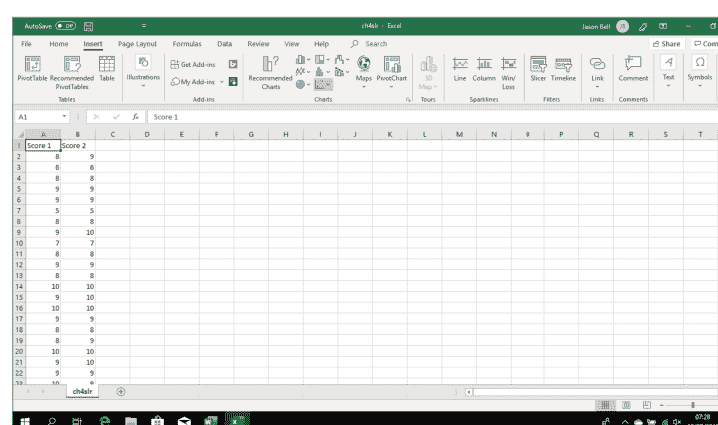 AutoSave Off ch4slr - Excel Jason Bell
File Home Insert Page Layout Formulas Data Review View Help Search Share Com
PivotTable Recommended PivotTables Table Illustrations Get Add-ins My Add-ins Recommended Charts Maps PivotChart 3D Map Line Column Win/ Loss Slicer Timeline Link Comment Text Symbols
Tables Add-ins Charts Tours Sparklines Filters Links Comments
A1 fx Score 1
A B C D E F G H I J K L M N O P Q R S T
1 Score 1 Score 2
2 8 9
3 6 6
4 8 8
5 9 9
6 9 9
7 5 5
8 8 8
9 9 10
10 7 7
11 8 8
12 9 9
13 8 8
14 10 10
15 9 10
16 10 10
17 9 9
18 8 8
19 8 9
20 10 10
21 9 10
22 9 9
23 10 9
ch4slr
07:28